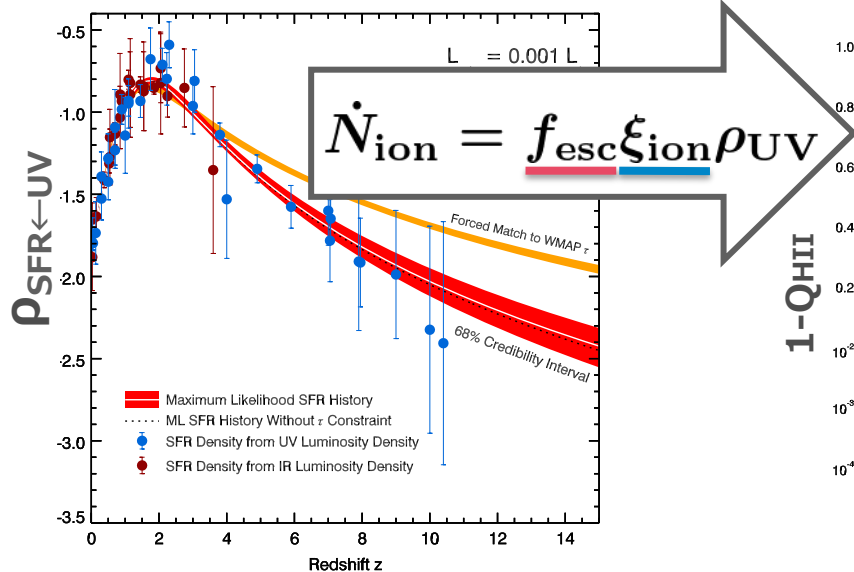 -0.5
-1.0
-1.5
-2.0
-2.5
-3.0
-3.5
ρSFR←UV
L = 0.001 L
Ṅion = fescξionρUV
Forced Match to WMAP τ
68% Credibility Interval
Maximum Likelihood SFR History
ML SFR History Without τ Constraint
SFR Density from UV Luminosity Density
SFR Density from IR Luminosity Density
0 2 4 6 8 10 12 14
Redshift z
1-QHII
1.0
0.8
0.6
0.4
0.2
10-2
10-3
10-4